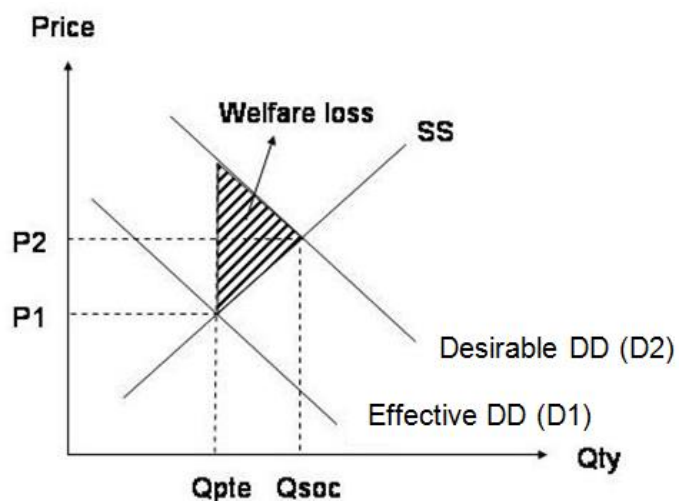 Price
Welfare loss
SS
P2
P1
Desirable DD (D2)
Effective DD (D1)
Qty
Qpte Qsoc